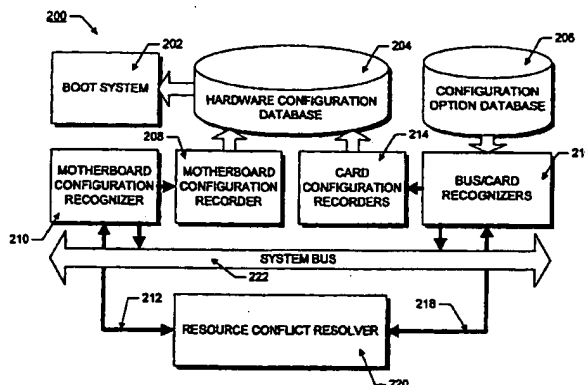 200
202
204
206
BOOT SYSTEM
HARDWARE CONFIGURATION
DATABASE
CONFIGURATION
OPTION DATABASE
208
214
MOTHERBOARD
CONFIGURATION
RECOGNIZER
MOTHERBOARD
CONFIGURATION
RECORDER
CARD
CONFIGURATION
RECORDERS
BUS/CARD
RECOGNIZERS
21
210
SYSTEM BUS
222
212
218
RESOURCE CONFLICT RESOLVER
220